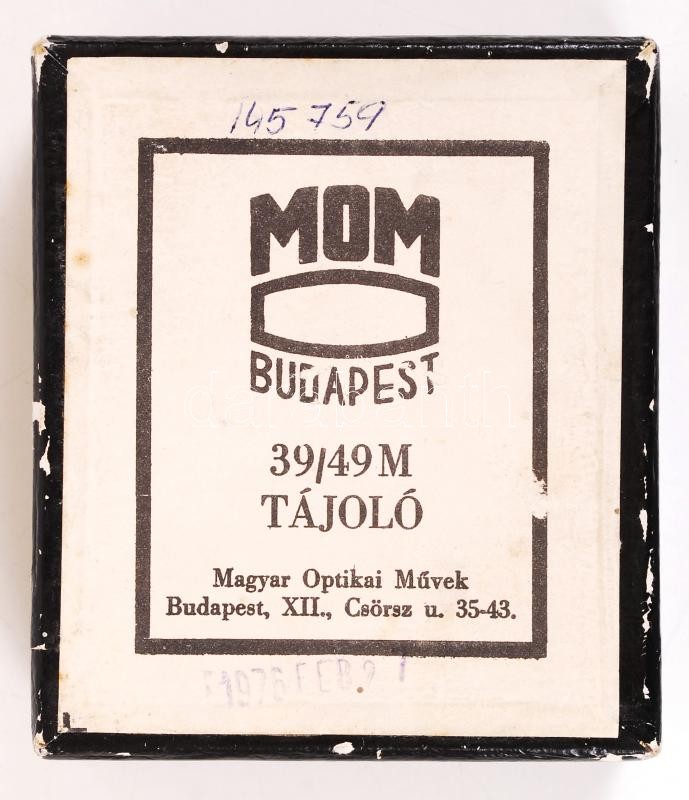 145 759
MOM
BUDAPEST
39/49 M
TÁJOLÓ
Magyar Optikai Művek
Budapest, XII., Csörsz u. 35-43.
1976 FEB 2